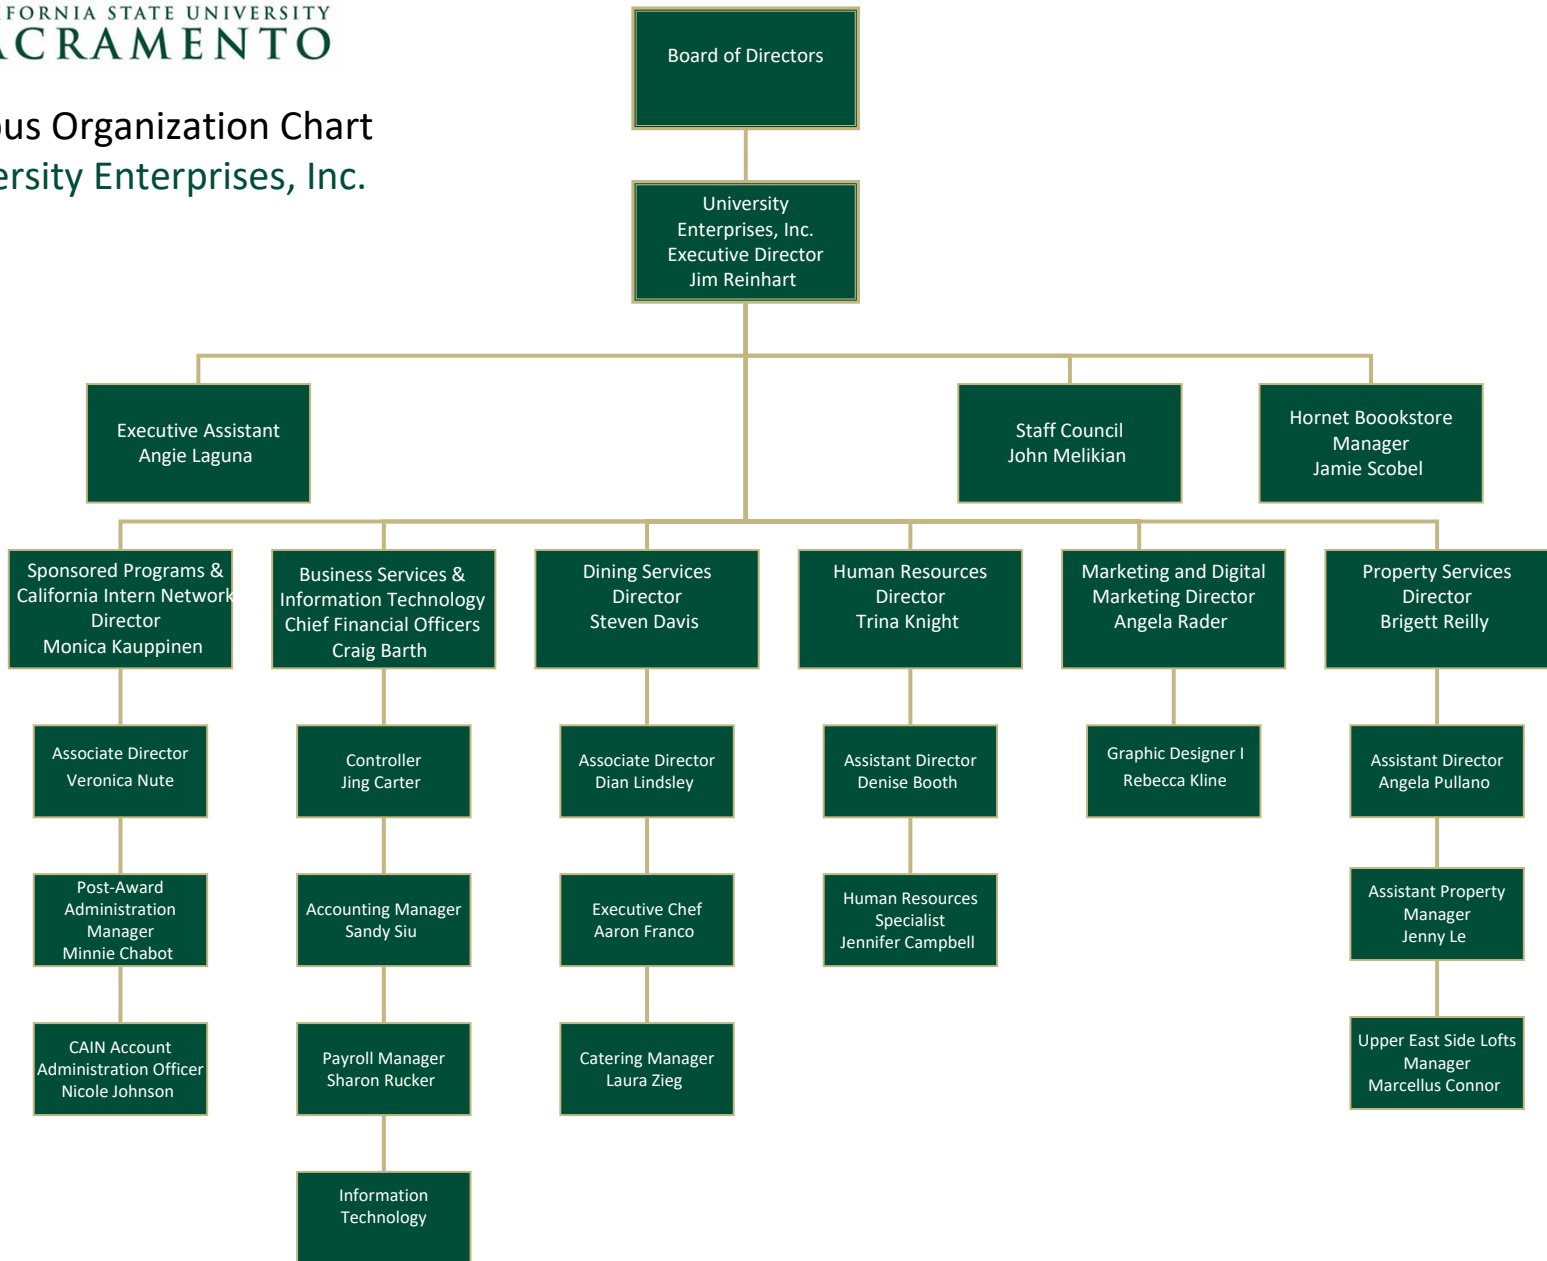 IFORNIA STATE UNIVERSITY
ACRAMENTO
ous Organization Chart
ersity Enterprises, Inc.
Board of Directors
University
Enterprises, Inc.
Executive Director
Jim Reinhart
Executive Assistant
Angie Laguna
Staff Council
John Melikian
Hornet Boookstore
Manager
Jamie Scobel
Sponsored Programs &
California Intern Network
Director
Monica Kauppinen
Business Services &
Information Technology
Chief Financial Officers
Craig Barth
Dining Services
Director
Steven Davis
Human Resources
Director
Trina Knight
Marketing and Digital
Marketing Director
Angela Rader
Property Services
Director
Brigett Reilly
Associate Director
Veronica Nute
Controller
Jing Carter
Associate Director
Dian Lindsley
Assistant Director
Denise Booth
Graphic Designer I
Rebecca Kline
Assistant Director
Angela Pullano
Post-Award
Administration
Manager
Minnie Chabot
Accounting Manager
Sandy Siu
Executive Chef
Aaron Franco
Human Resources
Specialist
Jennifer Campbell
Assistant Property
Manager
Jenny Le
CAIN Account
Administration Officer
Nicole Johnson
Payroll Manager
Sharon Rucker
Catering Manager
Laura Zieg
Upper East Side Lofts
Manager
Marcellus Connor
Information
Technology